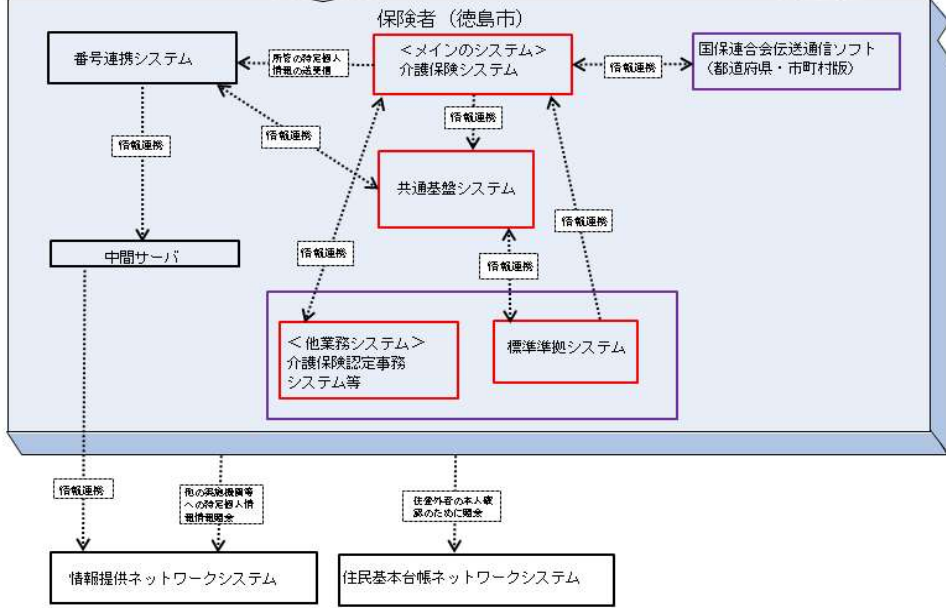 保険者（徳島市）
番号連携システム
所管の特定個人
情報の送受信
＜メインのシステム＞
介護保険システム
情報連携
国保連合会伝送通信ソフト
（都道府県・市町村版）
情報連携
情報連携
情報連携
共通基盤システム
情報連携
中間サーバ
情報連携
情報連携
＜他業務システム＞
介護保険認定事務
システム等
標準準拠システム
情報連携
他の実施機関等
への特定個人情
報情報照会
住登外者の本人確
認のために照会
情報提供ネットワークシステム
住民基本台帳ネットワークシステム